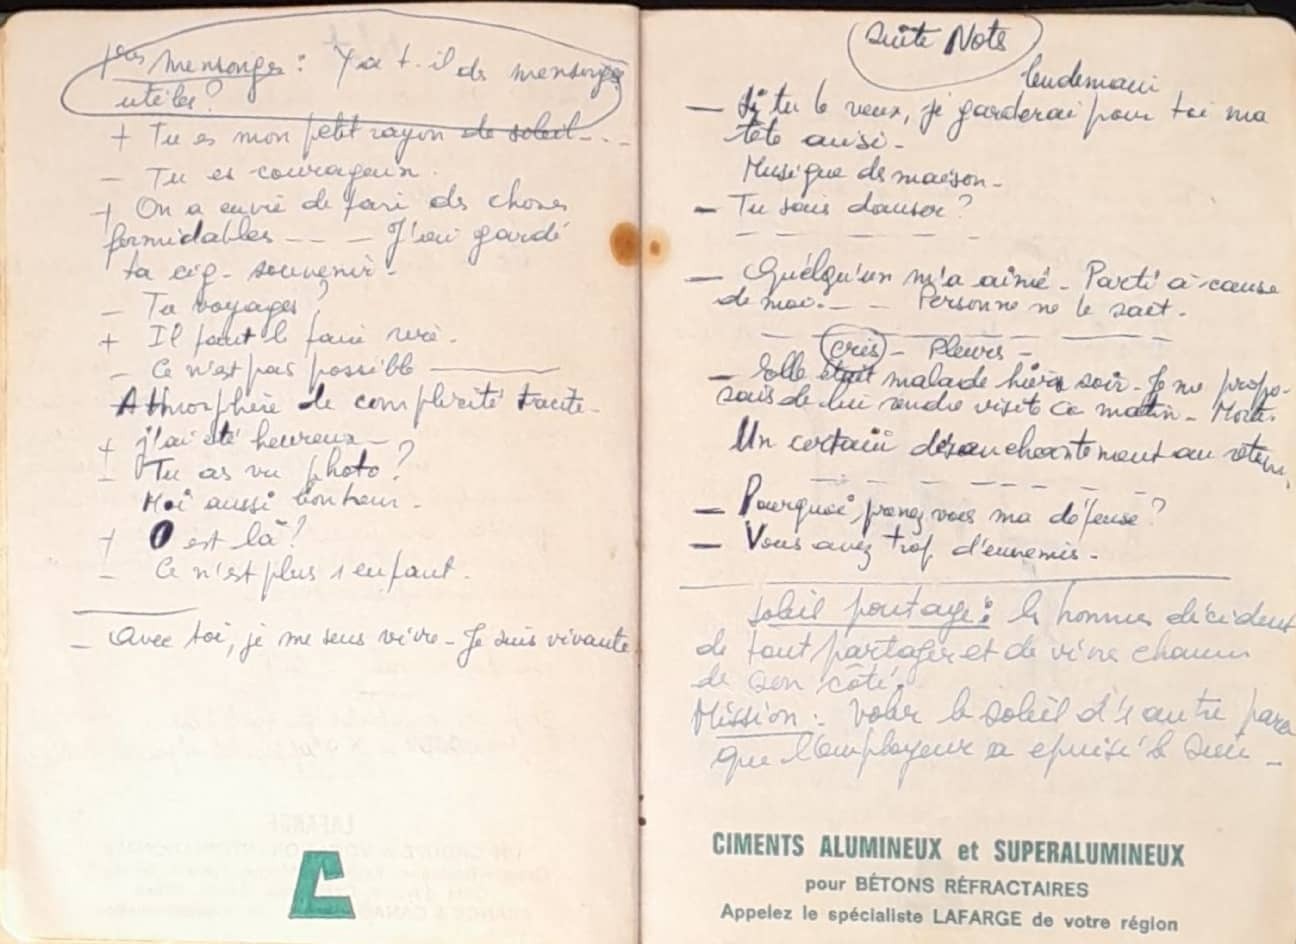 mensonges : Y a t-il ds mensonges
utiles ?
+ Tu es mon petit rayon de soleil - . .
- Tu es courageux.
+ On a envie de faire ds choses
formidables - - - J'ai gardé
ta cig- souvenir -
- Tu voyages ?
+ Il faut l faire rire.
- Ce n'est pas possible
Athmosphère de complicité tacite.
+ j'ai été heureux -
- Tu as vu photo ?
Moi aussi bonheur.
+ O est là ?
- Ce n'est plus 1 enfant.
- Avec toi, je me sens vivre - Je suis vivante
Suite Note
lendemain
- Si tu le veux, je garderai pour toi ma
tête aussi -
Musique ds maison -
- Tu sais danser ?
- - - - - - -
- Quelqu'un m'a aimé - Parti à cause
de moi. - - Personne ne le sait.
Cris - Pleurs -
- Elle était malade hier soir - Je me propo-
sais de lui rendre visite ce matin - Morte.
Un certain désenchantement au retour,
- - - - - - -
- Pourquoi prenez vous ma défense ?
- Vous avez trop d'ennemis -
Soleil partagé : ls hommes décident
de tout partager et de vivre chacun
de son côté.
Mission : Voler le soleil d'1 autre parce
que l'employeur a épuisé le sien -
CIMENTS ALUMINEUX et SUPERALUMINEUX
pour BÉTONS RÉFRACTAIRES
Appelez le spécialiste LAFARGE de votre région